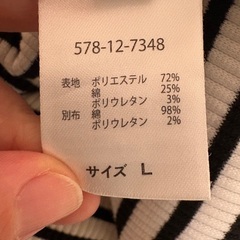 578-12-7348
表地 ポリエステル 72%
綿 25%
ポリウレタン 3%
別布 綿 98%
ポリウレタン 2%
サイズ L